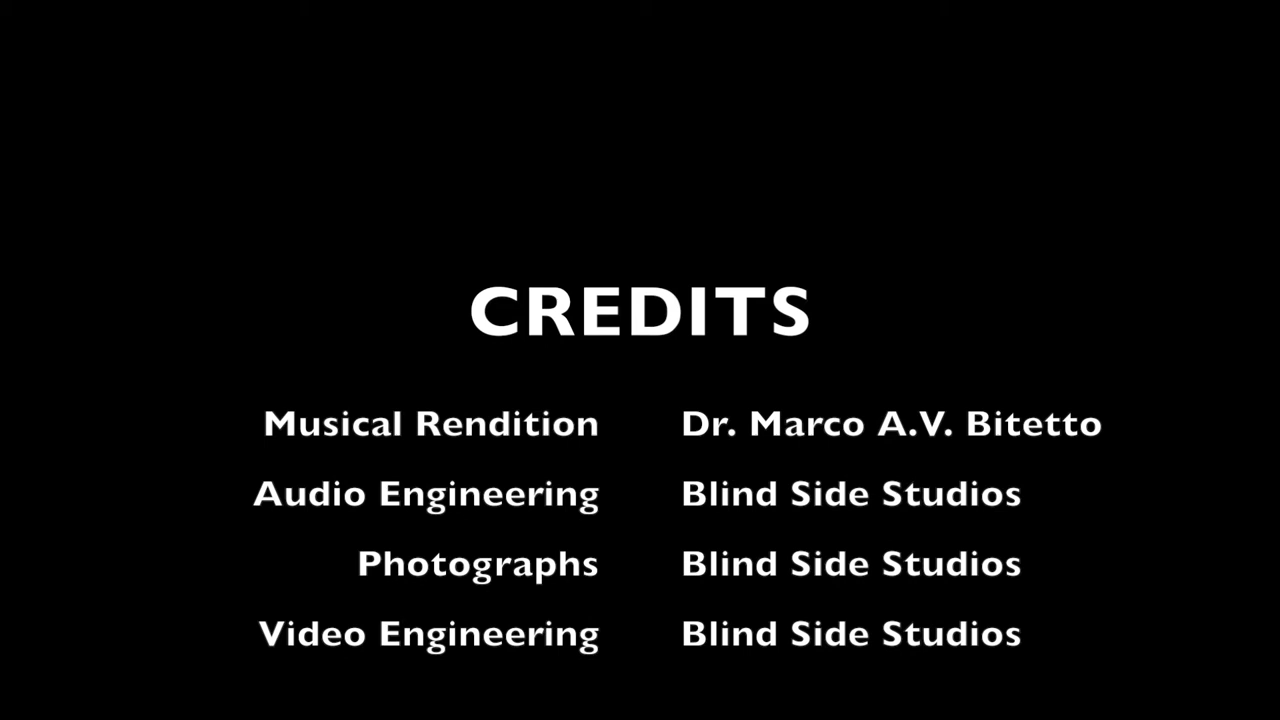 CREDITS
Musical Rendition Dr. Marco A.V. Bitetto
Audio Engineering Blind Side Studios
Photographs Blind Side Studios
Video Engineering Blind Side Studios